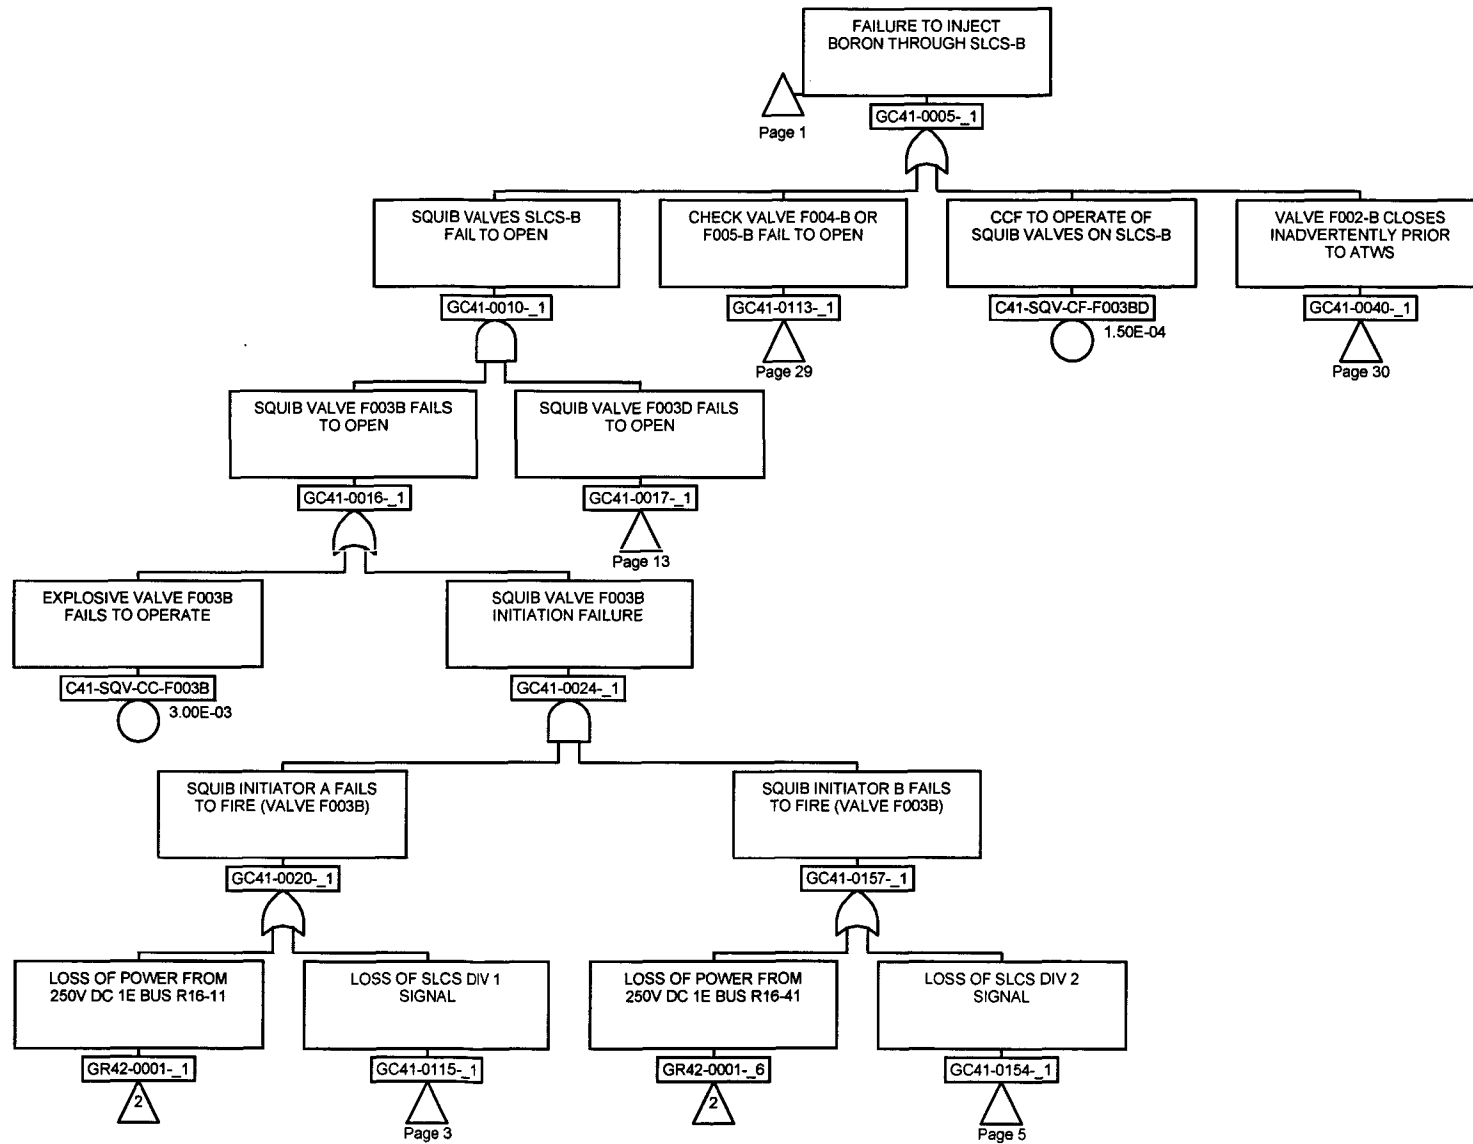 FAILURE TO INJECT
BORON THROUGH SLCS-B
Page 1
GC41-0005-_1
SQUIB VALVES SLCS-B
FAIL TO OPEN
GC41-0010-_1
CHECK VALVE F004-B OR
F005-B FAIL TO OPEN
GC41-0113-_1
Page 29
CCF TO OPERATE OF
SQUIB VALVES ON SLCS-B
C41-SQV-CF-F003BD
1.50E-04
VALVE F002-B CLOSES
INADVERTENTLY PRIOR
TO ATWS
GC41-0040-_1
Page 30
SQUIB VALVE F003B FAILS
TO OPEN
GC41-0016-_1
SQUIB VALVE F003D FAILS
TO OPEN
GC41-0017-_1
Page 13
EXPLOSIVE VALVE F003B
FAILS TO OPERATE
C41-SQV-CC-F003B
3.00E-03
SQUIB VALVE F003B
INITIATION FAILURE
GC41-0024-_1
SQUIB INITIATOR A FAILS
TO FIRE (VALVE F003B)
GC41-0020-_1
SQUIB INITIATOR B FAILS
TO FIRE (VALVE F003B)
GC41-0157-_1
LOSS OF POWER FROM
250V DC 1E BUS R16-11
GR42-0001-_1
2
LOSS OF SLCS DIV 1
SIGNAL
GC41-0115-_1
Page 3
LOSS OF POWER FROM
250V DC 1E BUS R16-41
GR42-0001-_6
2
LOSS OF SLCS DIV 2
SIGNAL
GC41-0154-_1
Page 5